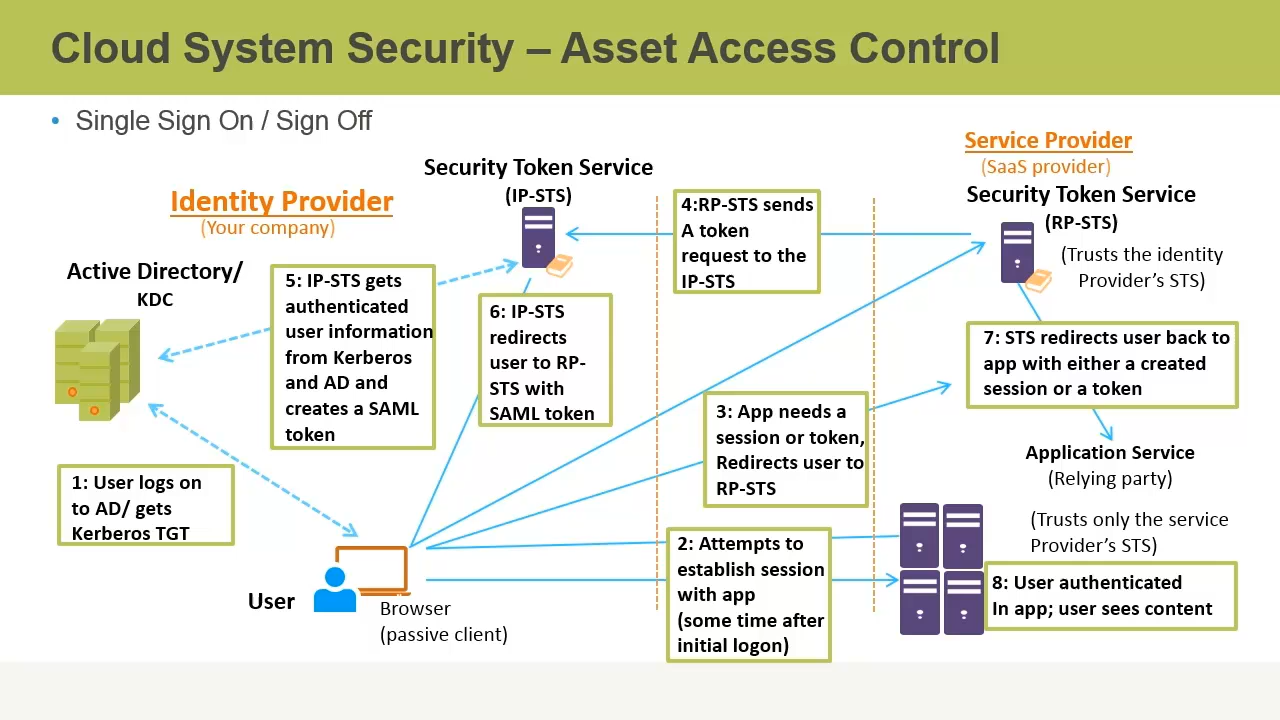 Cloud System Security – Asset Access Control
• Single Sign On / Sign Off
Identity Provider
(Your company)
Security Token Service
(IP-STS)
Service Provider
(SaaS provider)
Security Token Service
(RP-STS)
(Trusts the identity
Provider's STS)
Active Directory/
KDC
4:RP-STS sends
A token
request to the
IP-STS
5: IP-STS gets
authenticated
user information
from Kerberos
and AD and
creates a SAML
token
6: IP-STS
redirects
user to RP-
STS with
SAML token
7: STS redirects user back to
app with either a created
session or a token
3: App needs a
session or token,
Redirects user to
RP-STS
Application Service
(Relying party)
(Trusts only the service
Provider's STS)
1: User logs on
to AD/ gets
Kerberos TGT
2: Attempts to
establish session
with app
(some time after
initial logon)
8: User authenticated
In app; user sees content
User
Browser
(passive client)